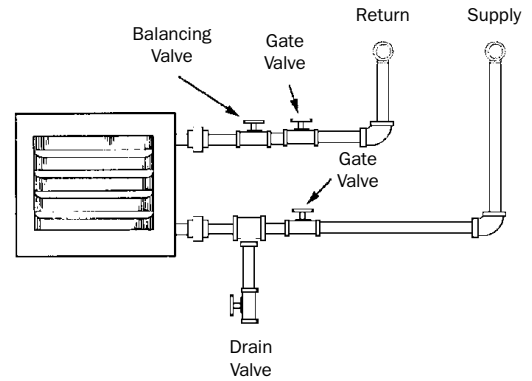 Return
Supply
Balancing
Valve
Gate
Valve
Gate
Valve
Drain
Valve